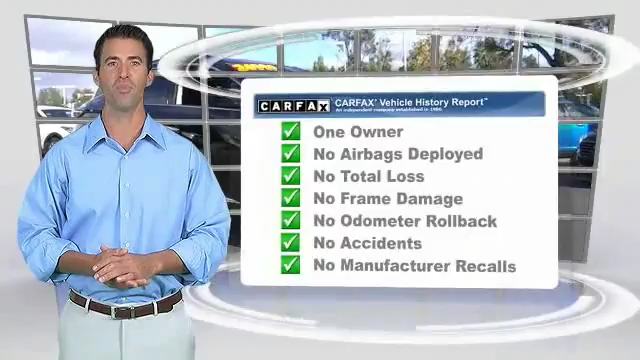 CARFAX CARFAX® Vehicle History Report™
An independent company established in 1986.
One Owner
No Airbags Deployed
No Total Loss
No Frame Damage
No Odometer Rollback
No Accidents
No Manufacturer Recalls